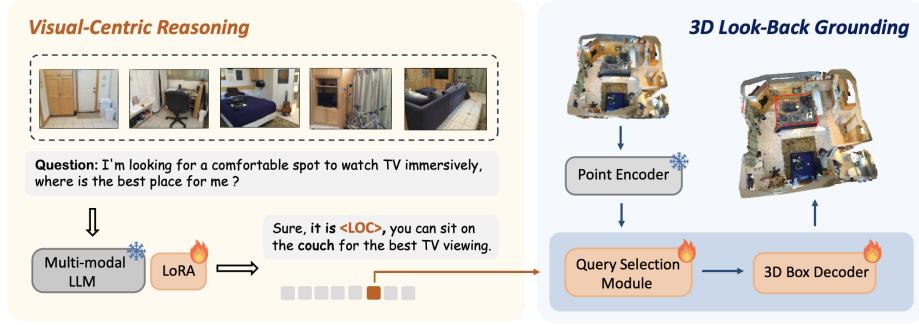 Visual-Centric Reasoning
Question: I'm looking for a comfortable spot to watch TV immersively,
where is the best place for me ?
Multi-modal
LLM
LoRA
Sure, it is <LOC>, you can sit on
the couch for the best TV viewing.
3D Look-Back Grounding
Point Encoder
Query Selection
Module
3D Box Decoder